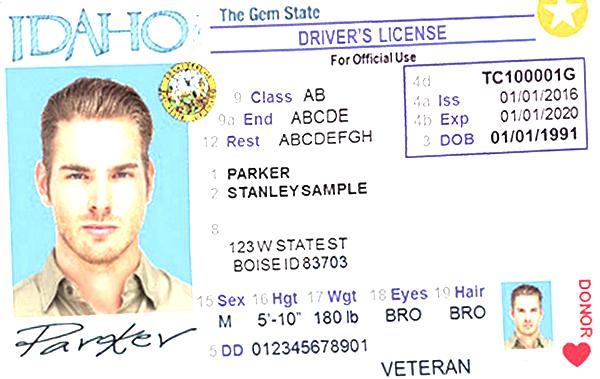 IDAHO
The Gem State
DRIVER'S LICENSE
For Official Use
4d TC100001G
4a Iss 01/01/2016
4b Exp 01/01/2020
3 DOB 01/01/1991
9 Class AB
9a End ABCDE
12 Rest ABCDEFGH
1 PARKER
2 STANLEYSAMPLE
8
123 W STATE ST
BOISE ID 83703
15 Sex 16 Hgt 17 Wgt 18 Eyes 19 Hair
M 5'-10" 180 lb BRO BRO
5 DD 012345678901
VETERAN
DONOR
Parker